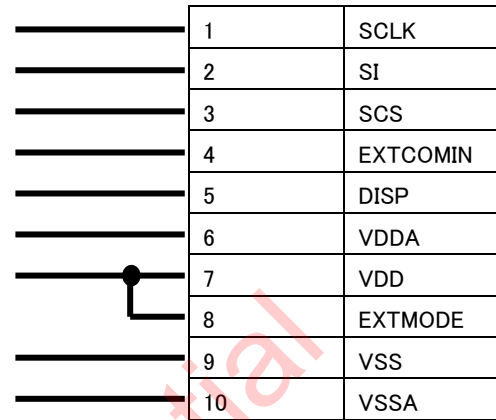 1 SCLK
2 SI
3 SCS
4 EXTCOMIN
5 DISP
6 VDDA
7 VDD
8 EXTMODE
9 VSS
10 VSSA
tial